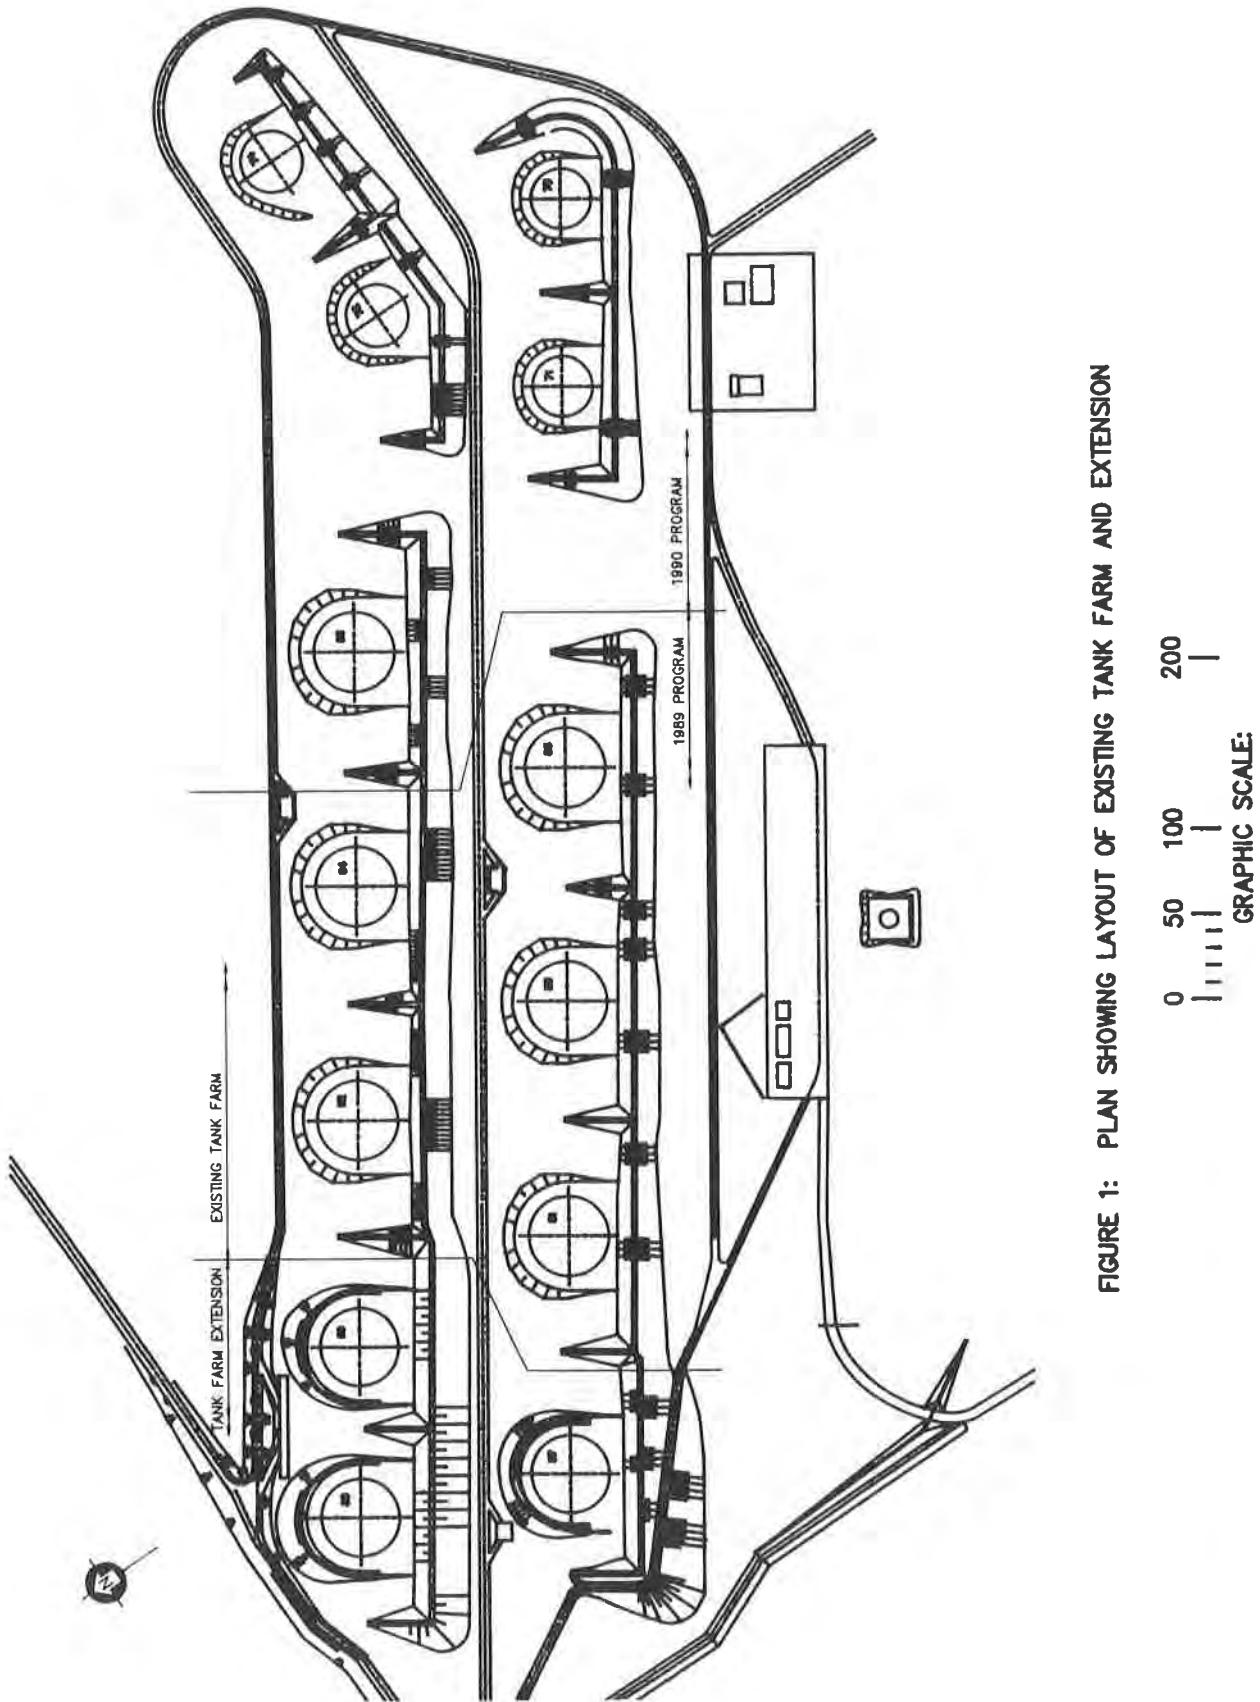 TANK FARM EXTENSION
EXISTING TANK FARM
1989 PROGRAM
1990 PROGRAM
N
FIGURE 1: PLAN SHOWING LAYOUT OF EXISTING TANK FARM AND EXTENSION
0 50 100 200
GRAPHIC SCALE: